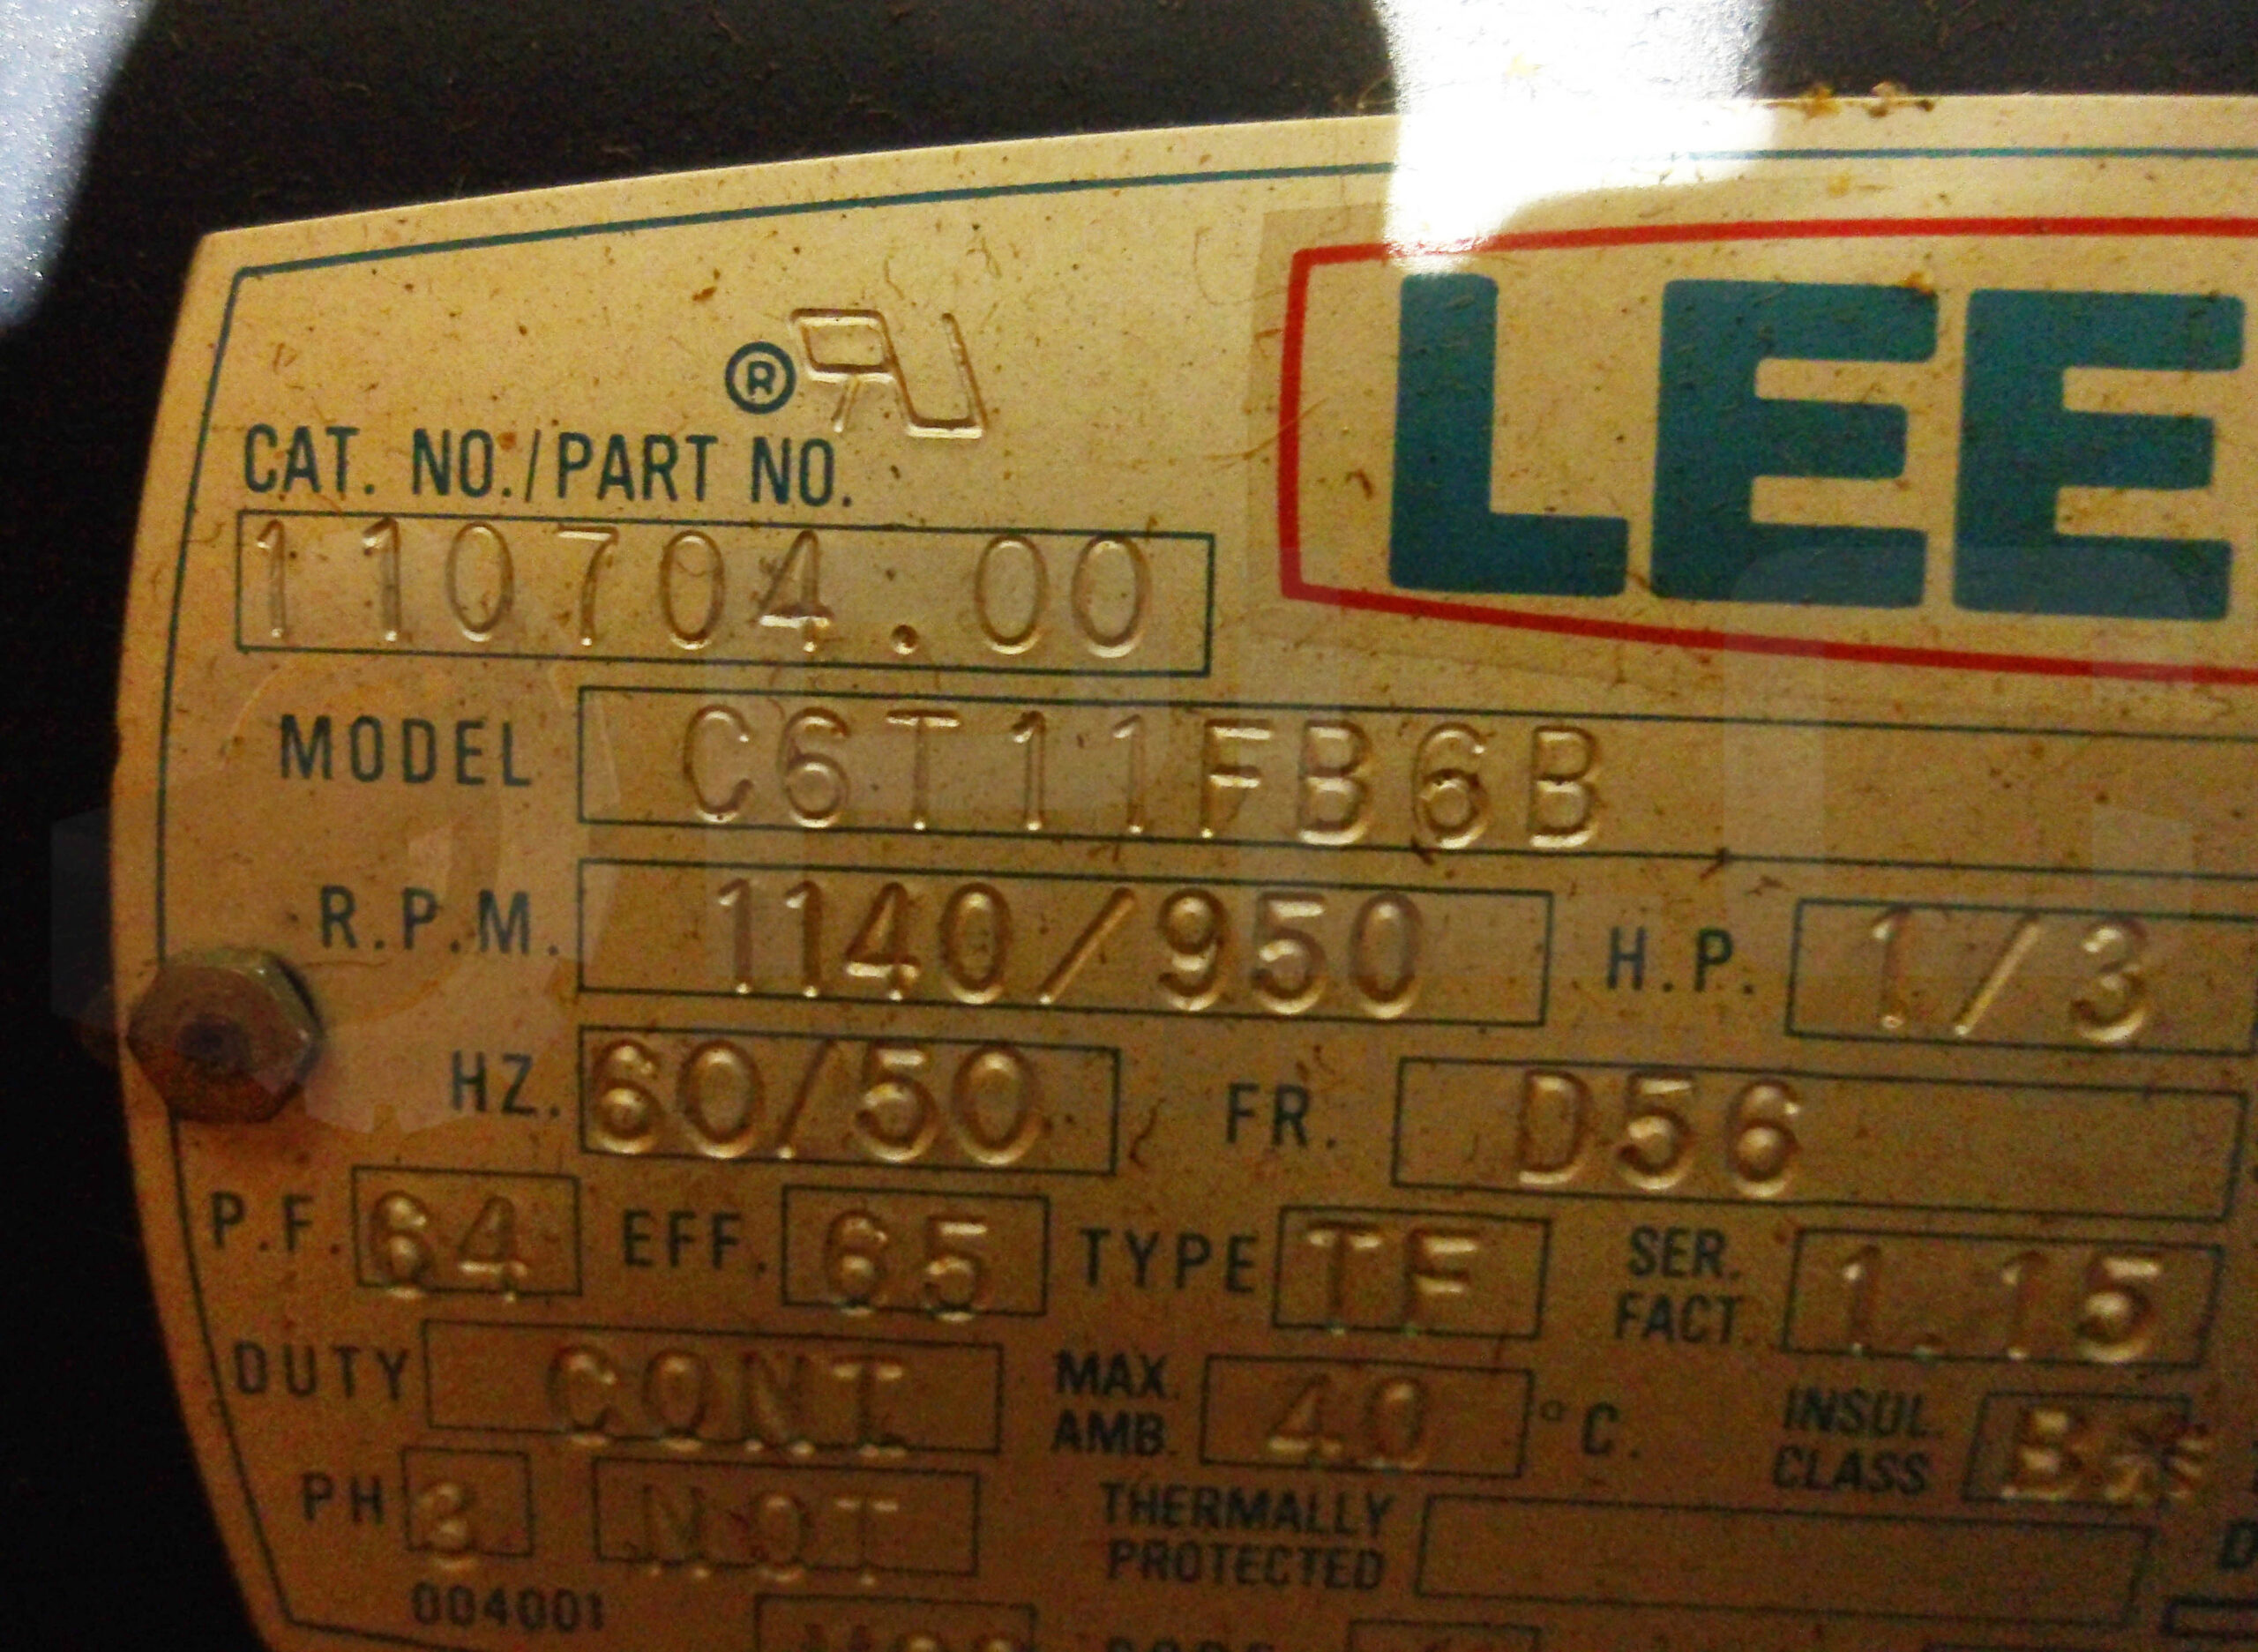 LEE
®
CAT. NO./PART NO.
110704.00
MODEL C6T11FB6B
R.P.M. 1140/950 H.P. 1/3
HZ. 60/50 FR. D56
P.F. 64 EFF. 65 TYPE TF SER. FACT. 1.15
DUTY CONT MAX. AMB. 40 °C. INSUL. CLASS B
PH 3 NOT THERMALLY PROTECTED
004001